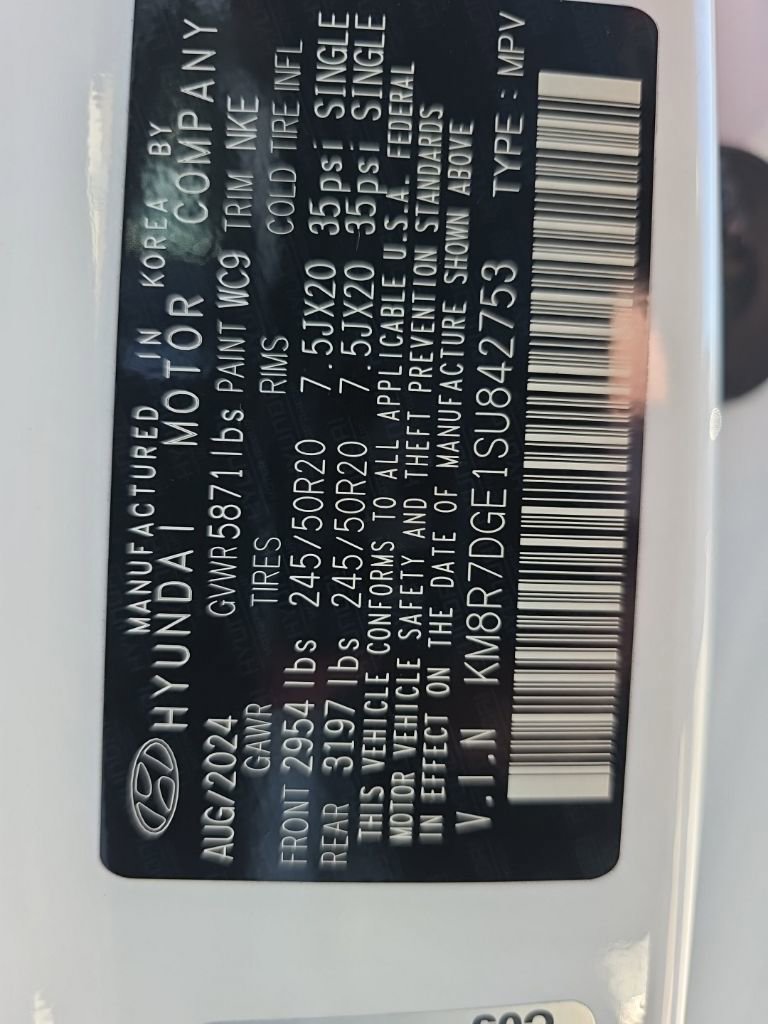 MANUFACTURED IN KOREA BY
HYUNDAI MOTOR COMPANY
AUG/2024 GVWR5871lbs PAINT WC9 TRIM NKE
GAWR TIRES RIMS COLD TIRE INFL
FRONT 2954 lbs 245/50R20 7.5JX20 35psi SINGLE
REAR 3197 lbs 245/50R20 7.5JX20 35psi SINGLE
THIS VEHICLE CONFORMS TO ALL APPLICABLE U.S.A. FEDERAL
MOTOR VEHICLE SAFETY AND THEFT PREVENTION STANDARDS
IN EFFECT ON THE DATE OF MANUFACTURE SHOWN ABOVE
V.I.N KM8R7DGE1SU842753 TYPE : MPV